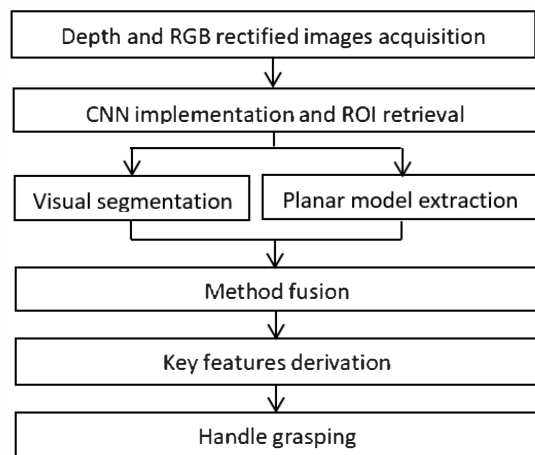 Depth and RGB rectified images acquisition
CNN implementation and ROI retrieval
Visual segmentation
Planar model extraction
Method fusion
Key features derivation
Handle grasping